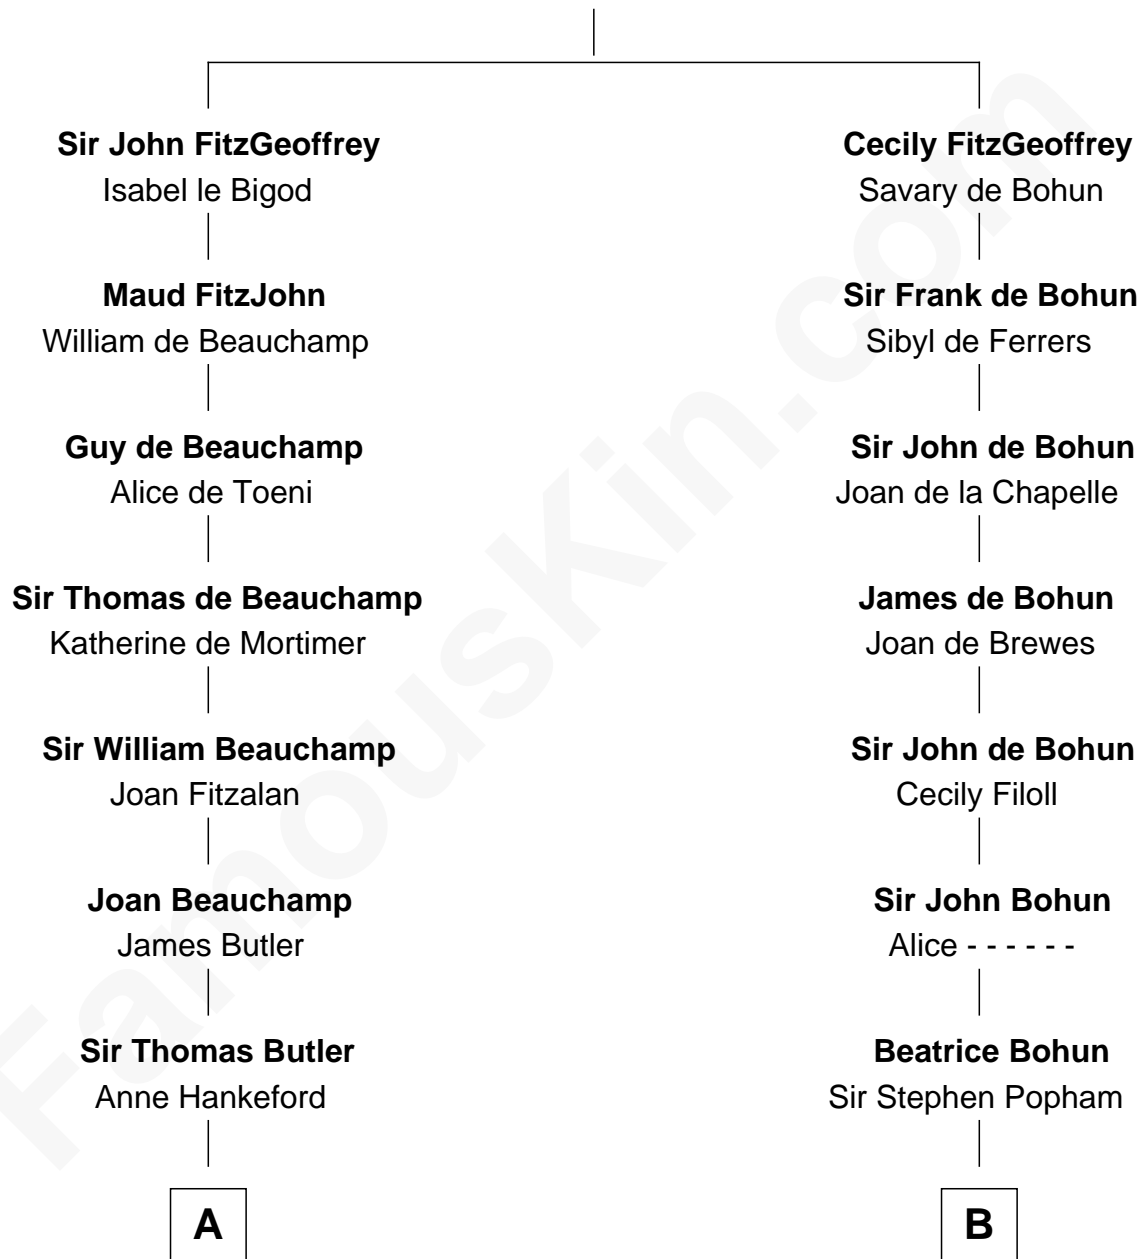 Sir John FitzGeoffrey
Isabel le Bigod
Maud FitzJohn
William de Beauchamp
Guy de Beauchamp
Alice de Toeni
Sir Thomas de Beauchamp
Katherine de Mortimer
Sir William Beauchamp
Joan Fitzalan
Joan Beauchamp
James Butler
Sir Thomas Butler
Anne Hankeford
A
Cecily FitzGeoffrey
Savary de Bohun
Sir Frank de Bohun
Sibyl de Ferrers
Sir John de Bohun
Joan de la Chapelle
James de Bohun
Joan de Brewes
Sir John de Bohun
Cecily Filoll
Sir John Bohun
Alice - - - - - -
Beatrice Bohun
Sir Stephen Popham
B
FamousKin.com